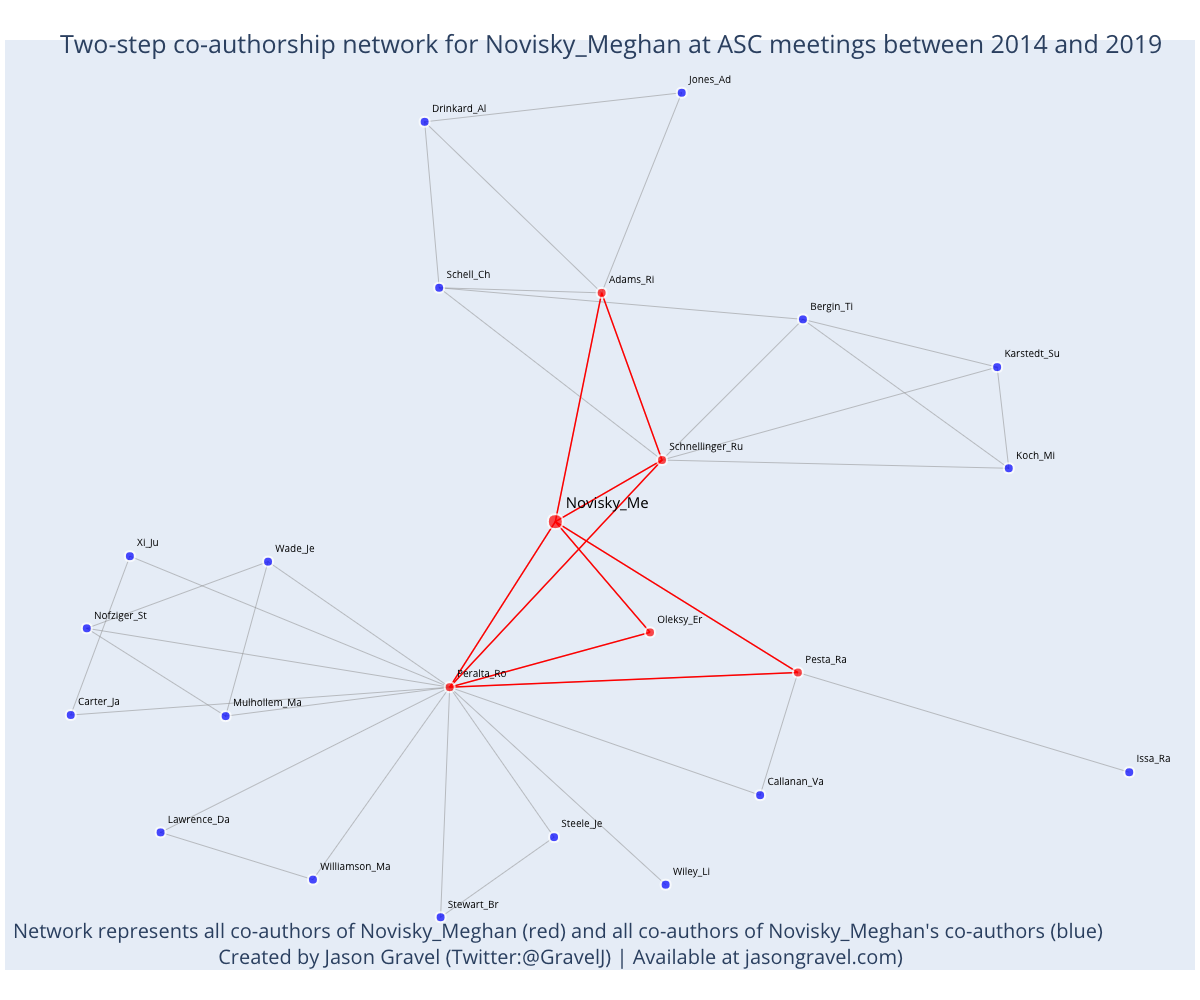 Two-step co-authorship network for Novisky_Meghan at ASC meetings between 2014 and 2019
Jones_Ad
Drinkard_Al
Schell_Ch
Adams_Ri
Bergin_Ti
Karstedt_Su
Schnellinger_Ru
Koch_Mi
Novisky_Me
Xi_Ju
Wade_Je
Nofziger_St
Oleksy_Er
Pesta_Ra
Peralta_Ro
Carter_Ja
Mulhollem_Ma
Issa_Ra
Callanan_Va
Lawrence_Da
Steele_Je
Williamson_Ma
Wiley_Li
Stewart_Br
Network represents all co-authors of Novisky_Meghan (red) and all co-authors of Novisky_Meghan's co-authors (blue)
Created by Jason Gravel (Twitter:@GravelJ) | Available at jasongravel.com)